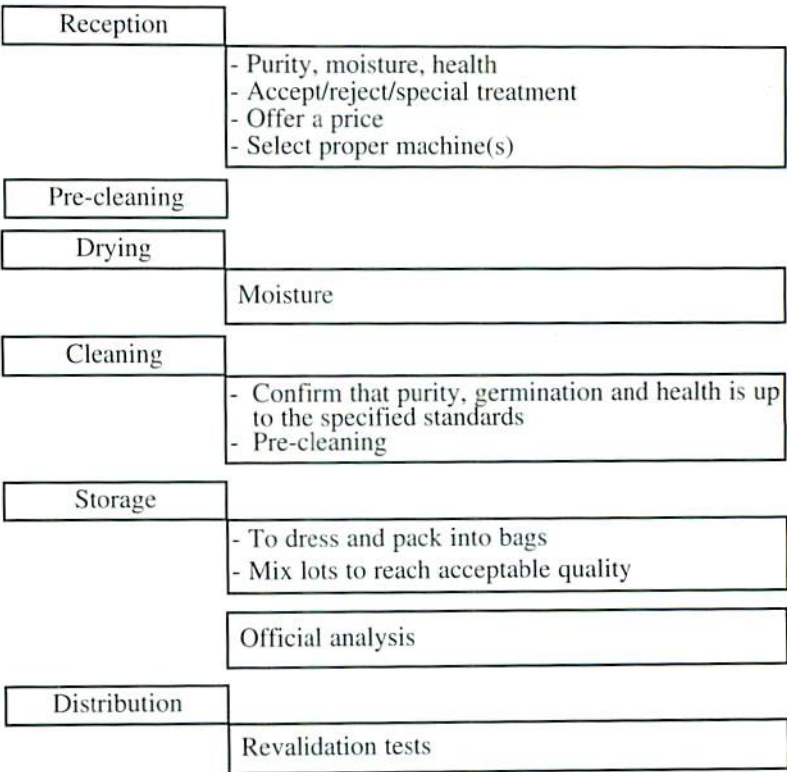 Reception
- Purity, moisture, health
- Accept/reject/special treatment
- Offer a price
- Select proper machine(s)
Pre-cleaning
Drying
Moisture
Cleaning
- Confirm that purity, germination and health is up
to the specified standards
- Pre-cleaning
Storage
- To dress and pack into bags
- Mix lots to reach acceptable quality
Official analysis
Distribution
Revalidation tests